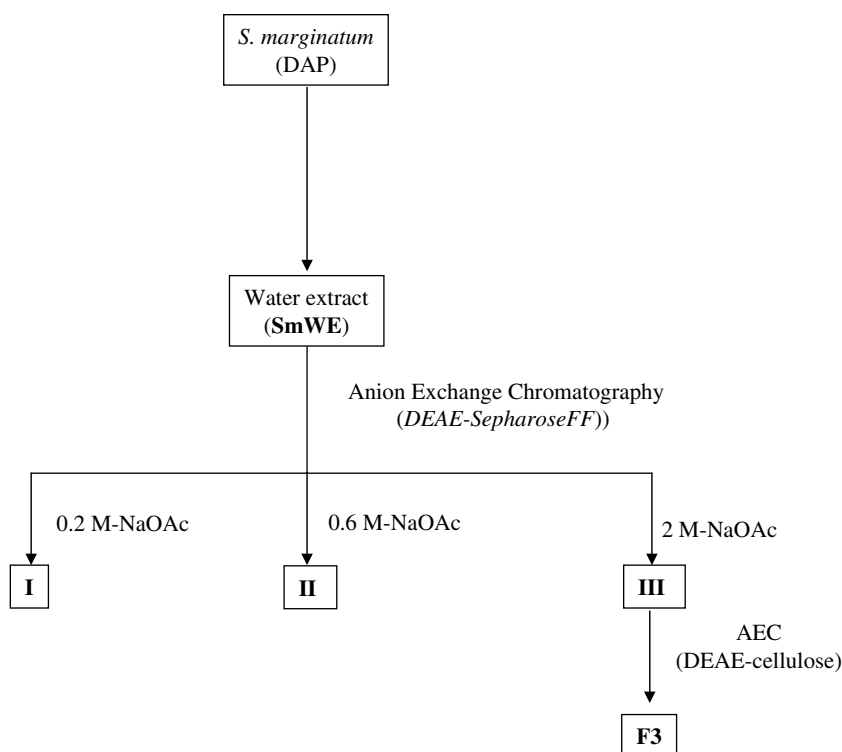 S. marginatum
(DAP)
Water extract
(SmWE)
Anion Exchange Chromatography
(DEAE-SepharoseFF))
0.2 M-NaOAc
0.6 M-NaOAc
2 M-NaOAc
I
II
III
AEC
(DEAE-cellulose)
F3